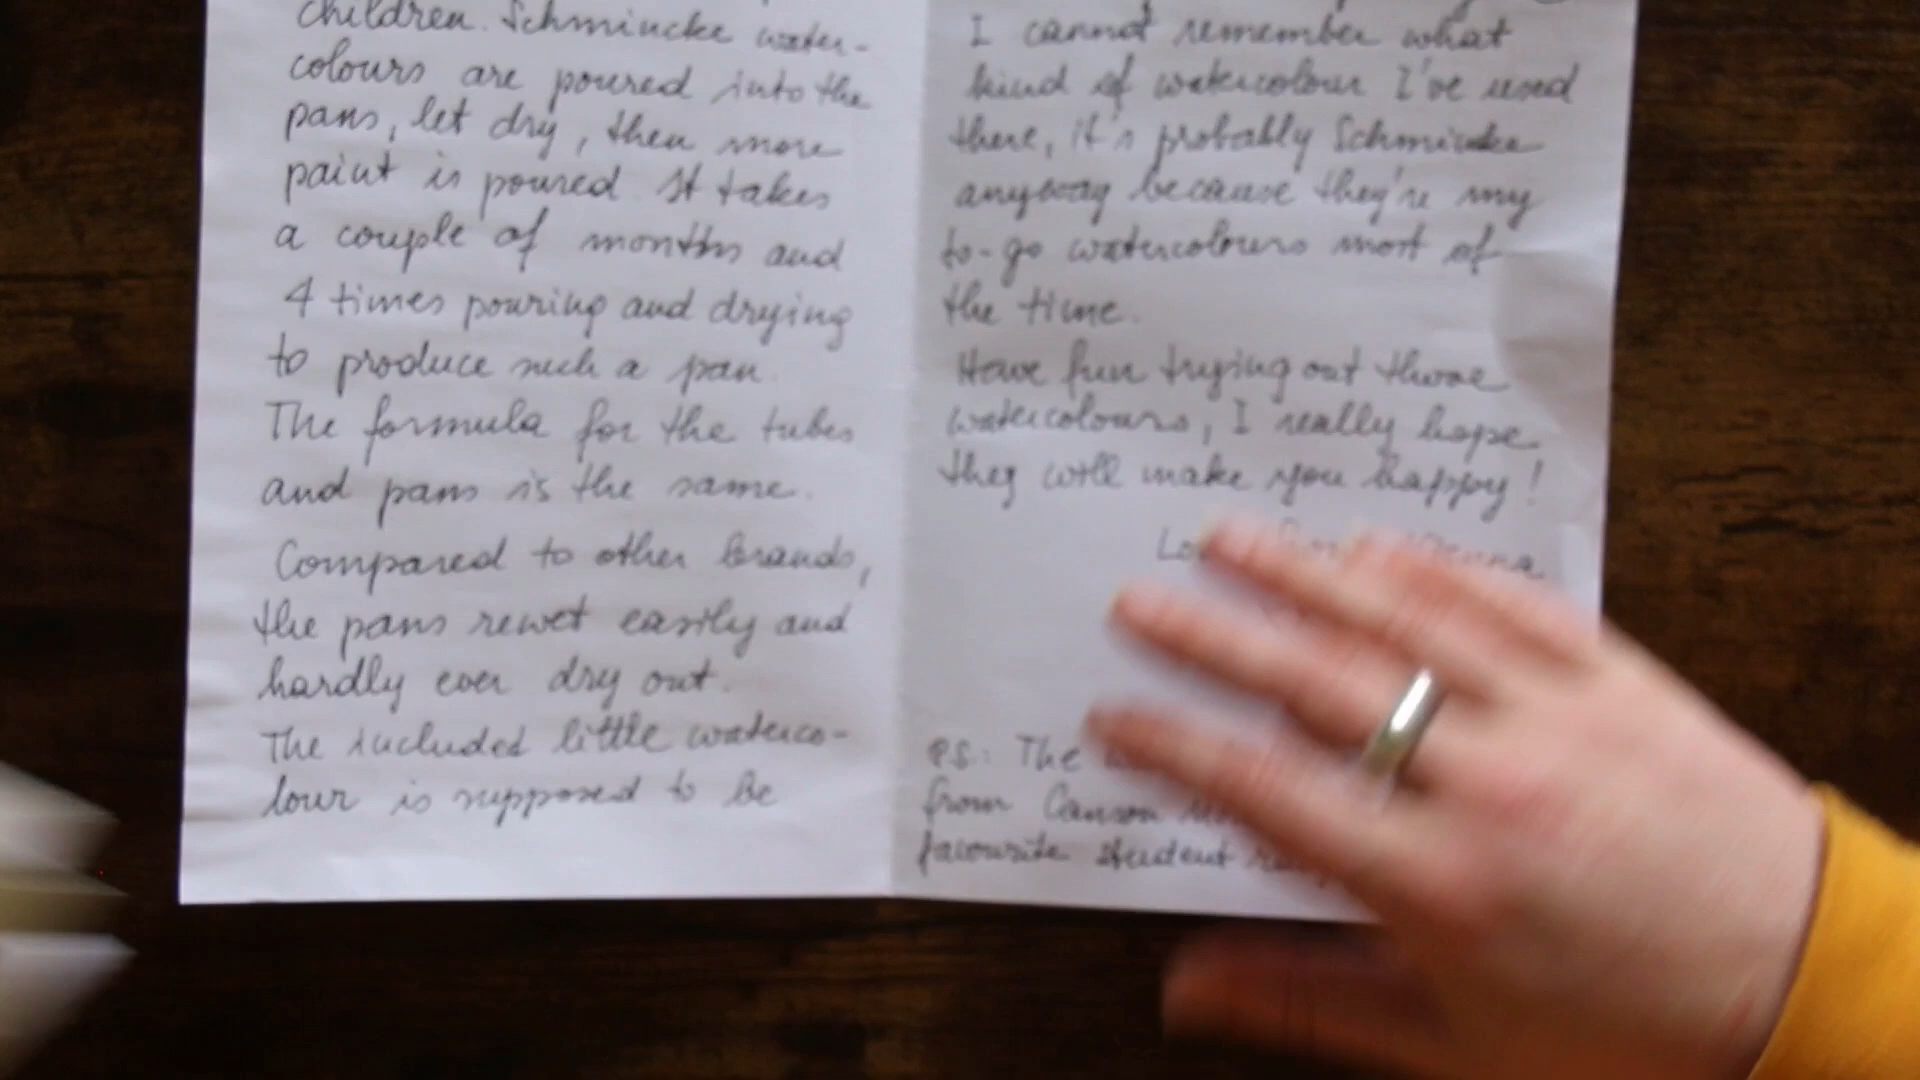 children. Schmincke water-
colours are poured into the
pans, let dry, then more
paint is poured. It takes
a couple of months and
4 times pouring and drying
to produce such a pan.
The formula for the tubes
and pans is the same.
Compared to other brands,
the pans rewet easily and
hardly ever dry out.
The included little waterco-
lour is supposed to be
I cannot remember what
kind of watercolour I've used
there, it's probably Schmincke
anyway because they're my
to-go watercolours most of
the time.
Have fun trying out those
watercolours, I really hope
they will make you happy!
P.S.: The
from Canson
favourite student